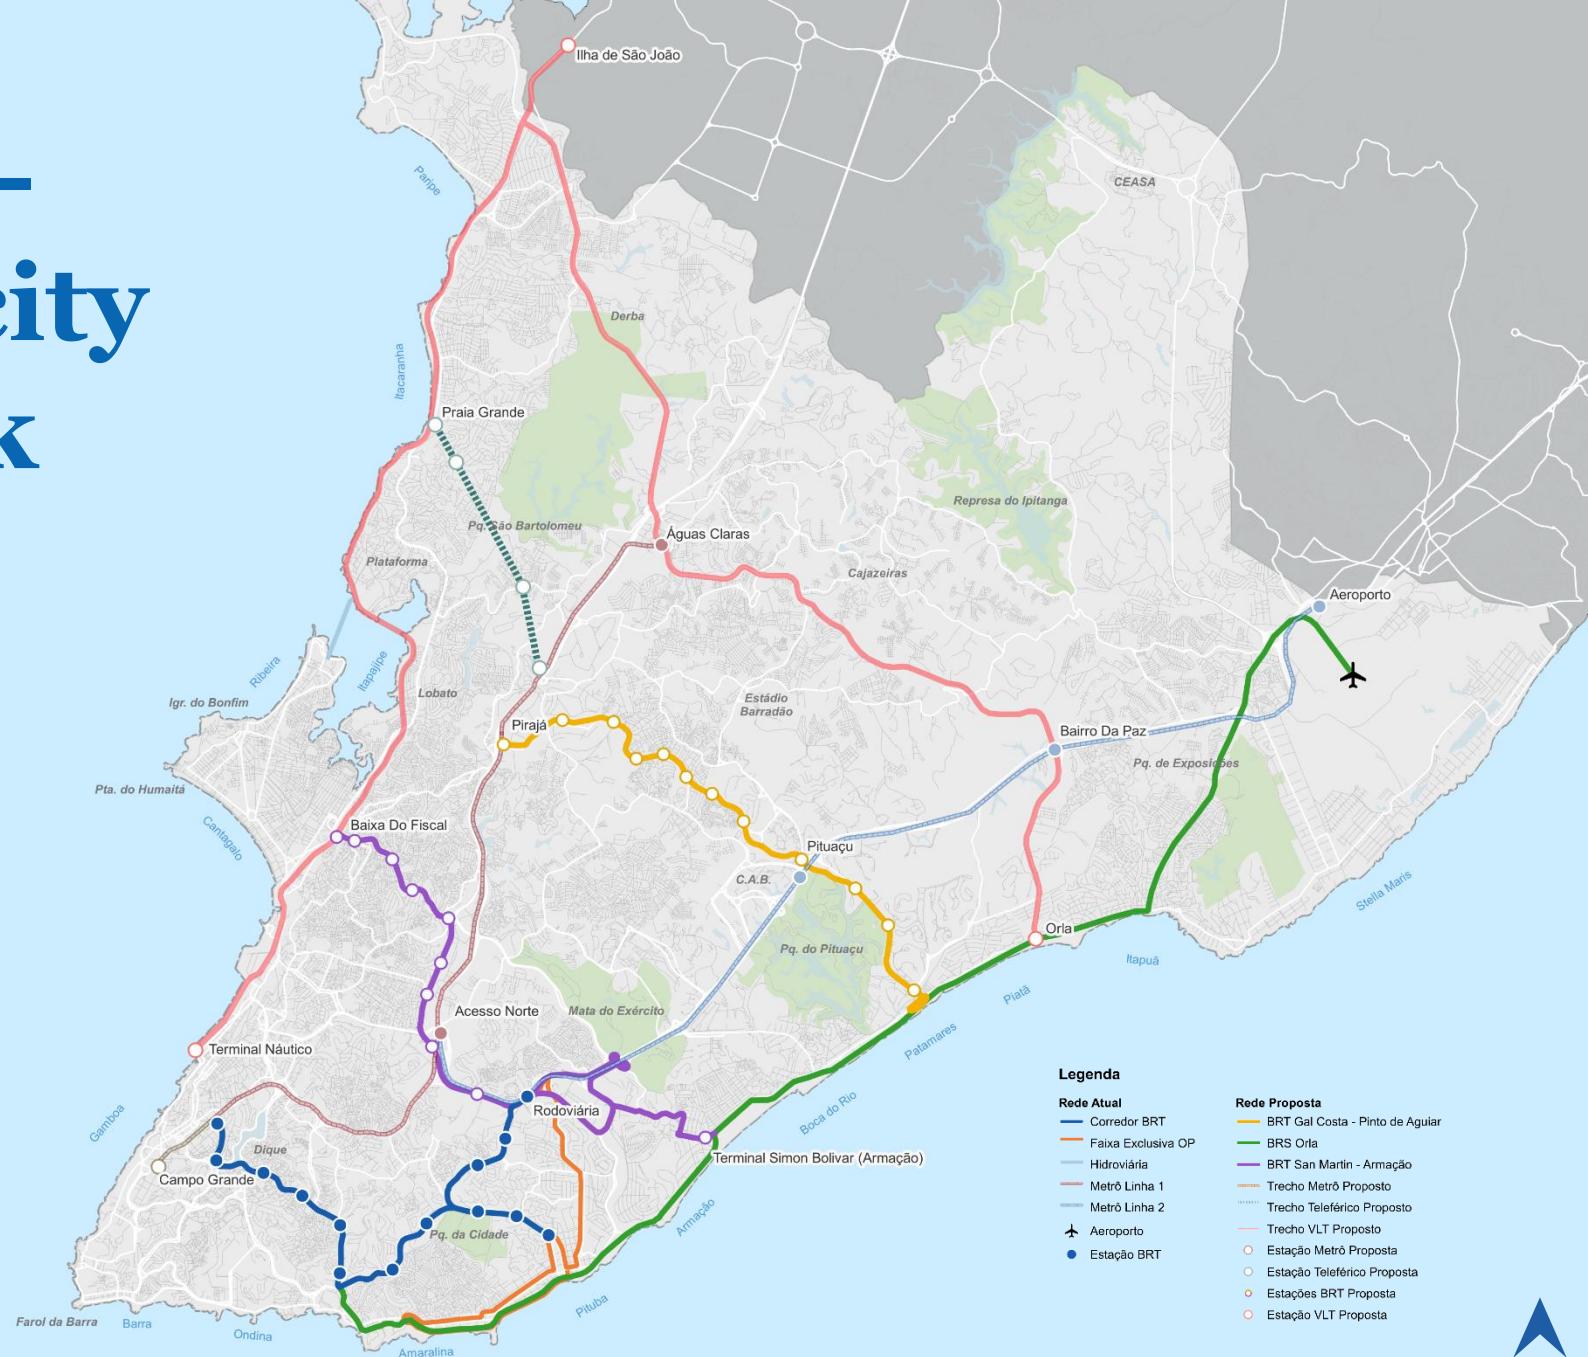 city
k
Ilha de São João
Paripe
CEASA
Derba
Itacaranha
Praia Grande
Represa do Ipitanga
Pq. São Bartolomeu
Águas Claras
Plataforma
Cajazeiras
Aeroporto
Ribeira
Itapajipe
Lobato
Igr. do Bonfim
Estádio
Barradão
Pirajá
Bairro Da Paz
Pq. de Exposições
Pta. do Humaitá
Cantagalo
Baixa Do Fiscal
Pituaçu
C.A.B.
Stella Maris
Orla
Pq. do Pituaçu
Itapuã
Piatã
Acesso Norte
Mata do Exército
Patamares
Terminal Náutico
Rodoviária
Boca do Rio
Gamboa
Dique
Terminal Simon Bolivar (Armação)
Campo Grande
Armação
Pq. da Cidade
Pituba
Farol da Barra
Barra
Ondina
Amaralina
Legenda
Rede Atual
Corredor BRT
Faixa Exclusiva OP
Hidroviária
Metrô Linha 1
Metrô Linha 2
Aeroporto
Estação BRT
Rede Proposta
BRT Gal Costa - Pinto de Aguiar
BRS Orla
BRT San Martin - Armação
Trecho Metrô Proposto
Trecho Teleférico Proposto
Trecho VLT Proposto
Estação Metrô Proposta
Estação Teleférico Proposta
Estações BRT Proposta
Estação VLT Proposta